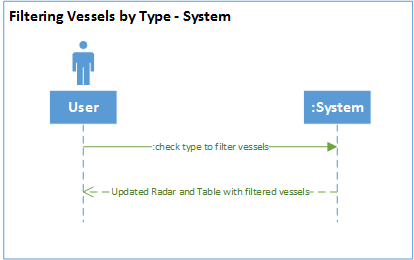 Filtering Vessels by Type - System
User
:System
:check type to filter vessels
Updated Radar and Table with filtered vessels